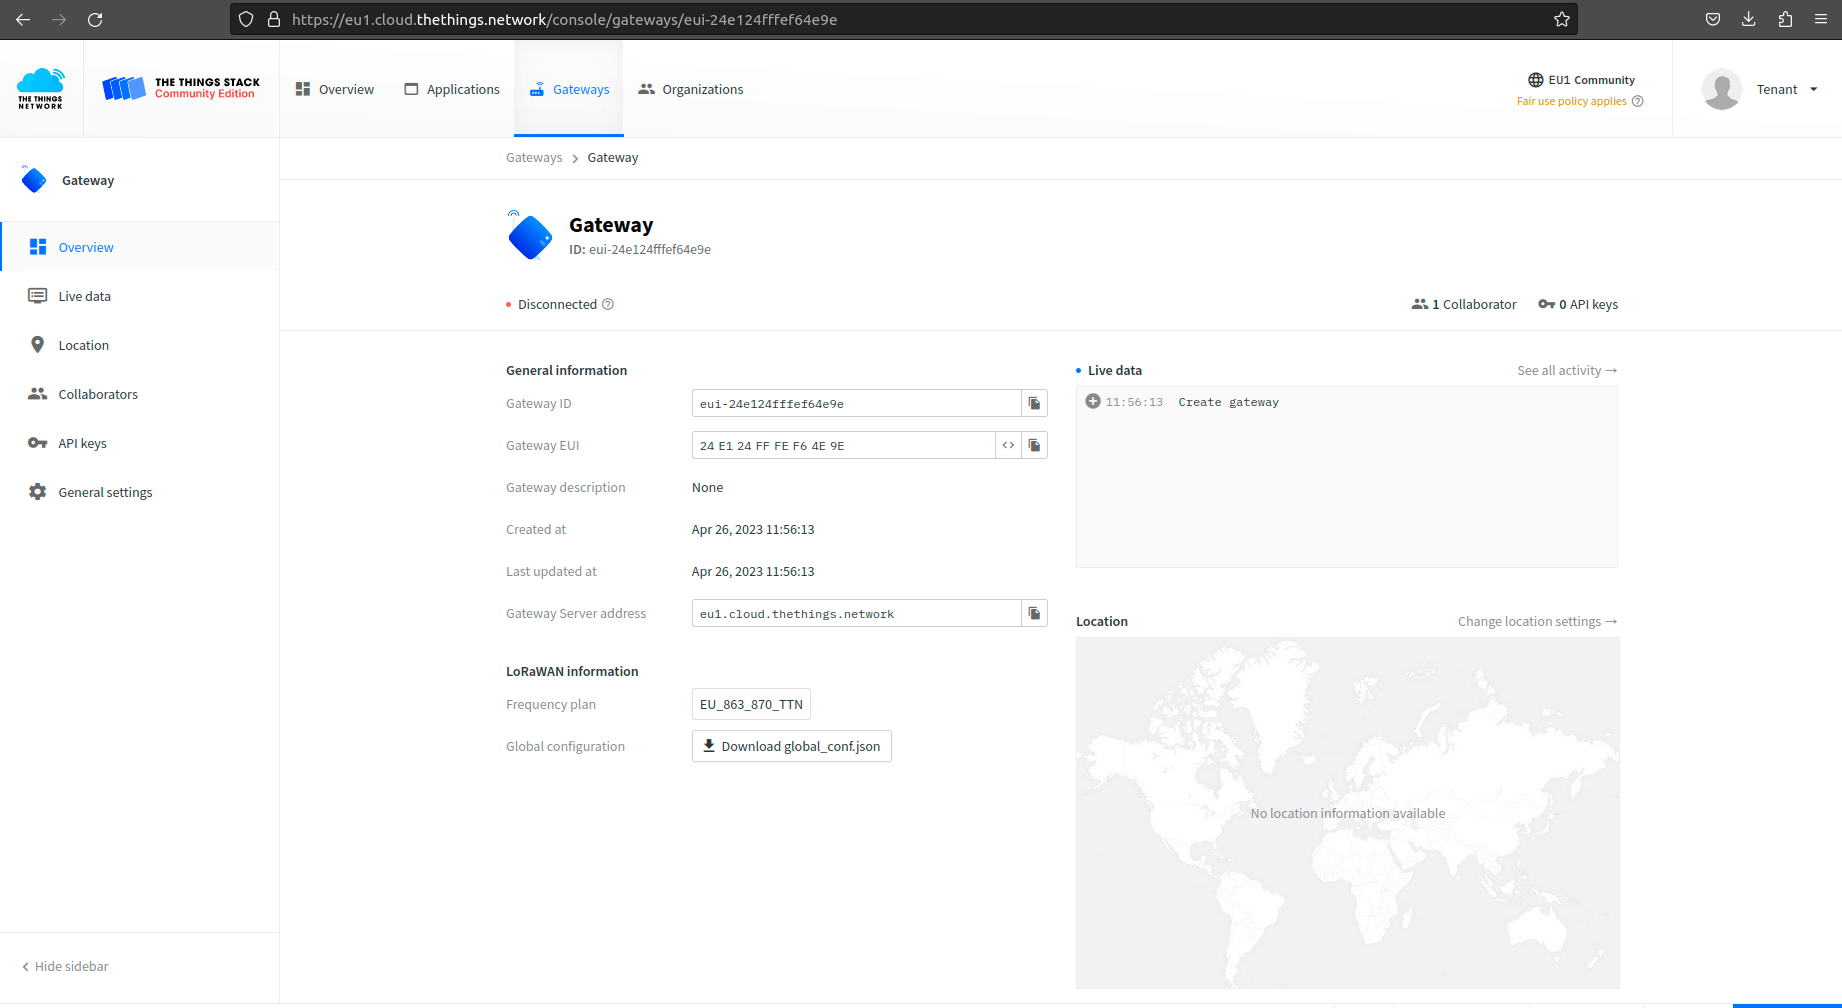 https://eu1.cloud.thethings.network/console/gateways/eui-24e124fffef64e9e
THE THINGS
NETWORK
THE THINGS STACK
Community Edition
Overview
Applications
Gateways
Organizations
EU1 Community
Fair use policy applies
Tenant
Gateway
Overview
Live data
Location
Collaborators
API keys
General settings
Hide sidebar
Gateways > Gateway
Gateway
ID: eui-24e124fffef64e9e
Disconnected
1 Collaborator
0 API keys
General information
Gateway ID eui-24e124fffef64e9e
Gateway EUI 24 E1 24 FF FE F6 4E 9E
Gateway description None
Created at Apr 26, 2023 11:56:13
Last updated at Apr 26, 2023 11:56:13
Gateway Server address eu1.cloud.thethings.network
LoRaWAN information
Frequency plan EU_863_870_TTN
Global configuration Download global_conf.json
Live data
See all activity →
11:56:13 Create gateway
Location
Change location settings →
No location information available